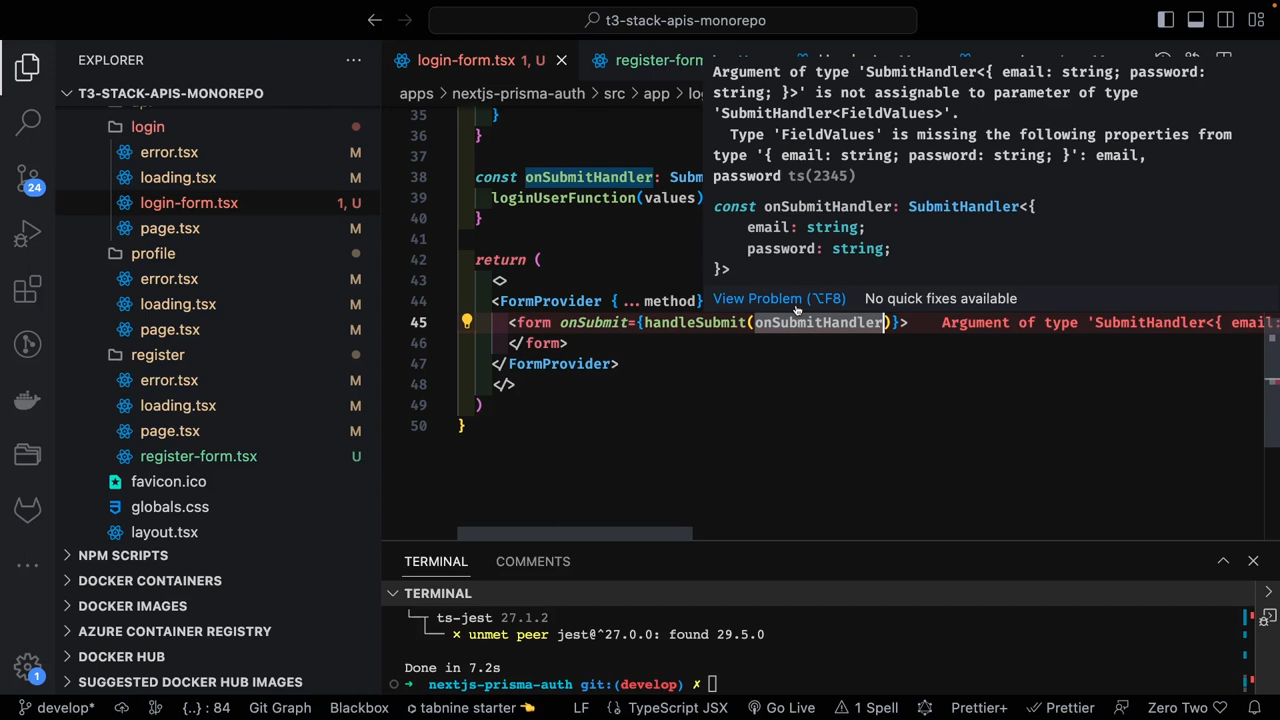 t3-stack-apis-monorepo
EXPLORER
T3-STACK-APIS-MONOREPO
login
error.tsx M
loading.tsx M
login-form.tsx 1, U
page.tsx M
profile
error.tsx M
loading.tsx M
page.tsx M
register
error.tsx M
loading.tsx M
page.tsx M
register-form.tsx U
favicon.ico
globals.css
layout.tsx
NPM SCRIPTS
DOCKER CONTAINERS
DOCKER IMAGES
AZURE CONTAINER REGISTRY
DOCKER HUB
SUGGESTED DOCKER HUB IMAGES
24
1
login-form.tsx 1, U
register-form
apps > nextjs-prisma-auth > src > app >
35 }
36 }
37
38 const onSubmitHandler: Subm
39 loginUserFunction(values)
40 }
41
42 return (
43 <>
44 <FormProvider {...method}
45 <form onSubmit={handleSubmit(onSubmitHandler)}> Argument of type 'SubmitHandler<{ email:
46 </form>
47 </FormProvider>
48 </>
49 )
50 }
Argument of type 'SubmitHandler<{ email: string; password:
string; }>' is not assignable to parameter of type
'SubmitHandler<FieldValues>'.
Type 'FieldValues' is missing the following properties from
type '{ email: string; password: string; }': email,
password ts(2345)
const onSubmitHandler: SubmitHandler<{
email: string;
password: string;
}>
View Problem (⌥F8) No quick fixes available
TERMINAL COMMENTS
TERMINAL
ts-jest 27.1.2
✕ unmet peer jest@^27.0.0: found 29.5.0
Done in 7.2s
➜ nextjs-prisma-auth git:(develop) ✗
develop* {..} : 84 Git Graph Blackbox tabnine starter 👈 LF TypeScript JSX Go Live 1 Spell Prettier+ Prettier Zero Two